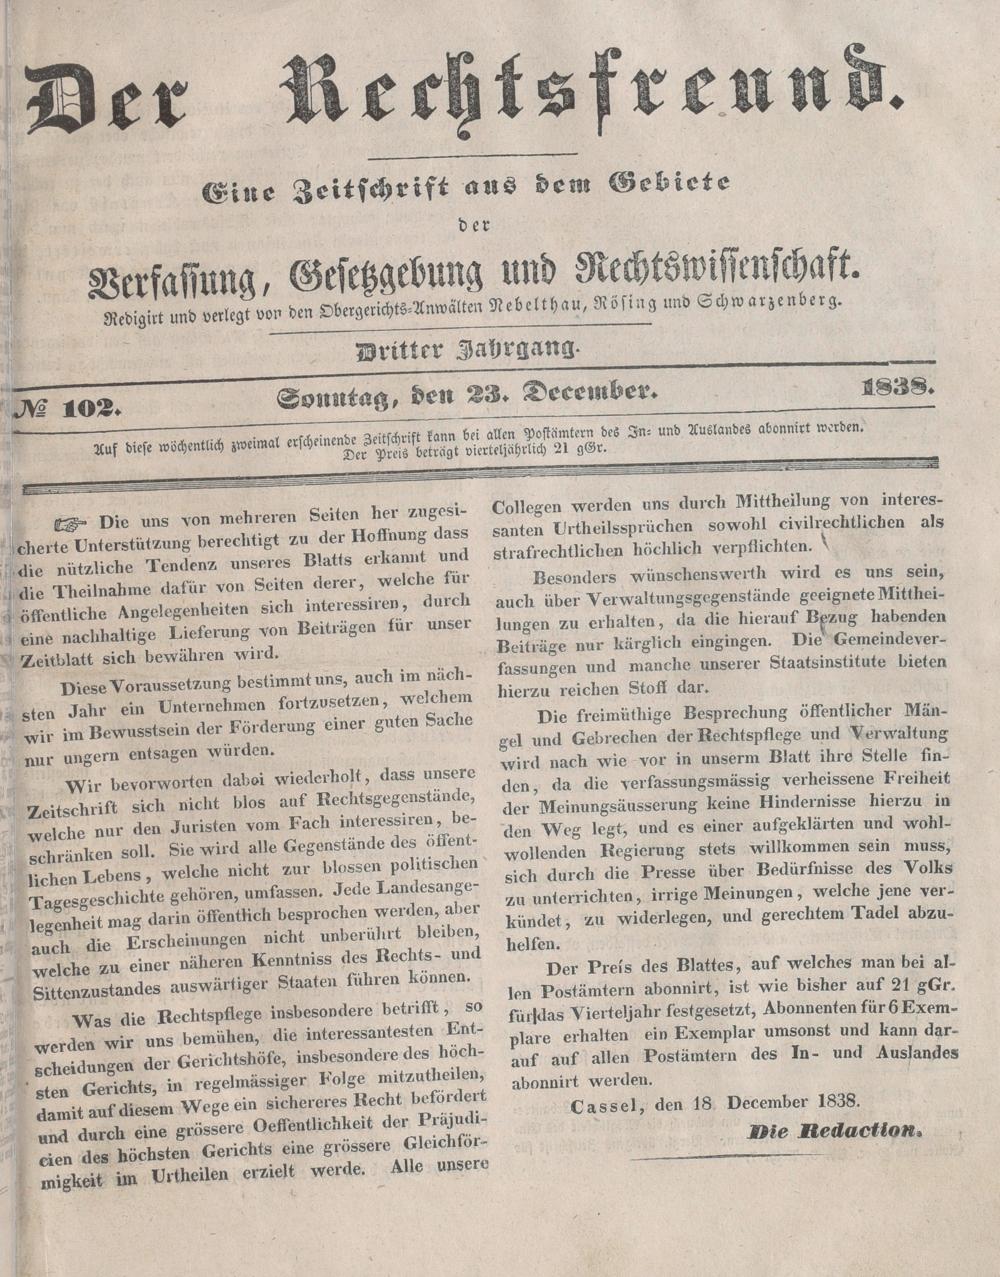 Der Rechtsfreund.
Eine Zeitschrift aus dem Gebiete
der
Verfassung, Gesetzgebung und Rechtswissenschaft.
Redigirt und verlegt von den Obergerichts-Anwälten Nebelthau, Rösing und Schwarzenberg.
Dritter Jahrgang.
№ 102. Sonntag, den 23. December. 1838.
Auf diese wöchentlich zweimal erscheinende Zeitschrift kann bei allen Postämtern des In- und Auslandes abonnirt werden.
Der Preis beträgt vierteljährlich 21 gGr.
☞ Die uns von mehreren Seiten her zugesi-
cherte Unterstützung berechtigt zu der Hoffnung dass
die nützliche Tendenz unseres Blatts erkannt und
die Theilnahme dafür von Seiten derer, welche für
öffentliche Angelegenheiten sich interessiren, durch
eine nachhaltige Lieferung von Beiträgen für unser
Zeitblatt sich bewähren wird.
Diese Voraussetzung bestimmt uns, auch im näch-
sten Jahr ein Unternehmen fortzusetzen, welchem
wir im Bewusstsein der Förderung einer guten Sache
nur ungern entsagen würden.
Wir bevorworten dabei wiederholt, dass unsere
Zeitschrift sich nicht blos auf Rechtsgegenstände,
welche nur den Juristen vom Fach interessiren, be-
schränken soll. Sie wird alle Gegenstände des öffent-
lichen Lebens, welche nicht zur blossen politischen
Tagesgeschichte gehören, umfassen. Jede Landesange-
legenheit mag darin öffentlich besprochen werden, aber
auch die Erscheinungen nicht unberührt bleiben,
welche zu einer näheren Kenntniss des Rechts- und
Sittenzustandes auswärtiger Staaten führen können.
Was die Rechtspflege insbesondere betrifft, so
werden wir uns bemühen, die interessantesten Ent-
scheidungen der Gerichtshöfe, insbesondere des höch-
sten Gerichts, in regelmässiger Folge mitzutheilen,
damit auf diesem Wege ein sichereres Recht befördert
und durch eine grössere Oeffentlichkeit der Präjudi-
cien des höchsten Gerichts eine grössere Gleichför-
migkeit im Urtheilen erzielt werde. Alle unsere
Collegen werden uns durch Mittheilung von interes-
santen Urtheilssprüchen sowohl civilrechtlichen als
strafrechtlichen höchlich verpflichten.
Besonders wünschenswerth wird es uns sein,
auch über Verwaltungsgegenstände geeignete Mitthei-
lungen zu erhalten, da die hierauf Bezug habenden
Beiträge nur kärglich eingingen. Die Gemeindever-
fassungen und manche unserer Staatsinstitute bieten
hierzu reichen Stoff dar.
Die freimüthige Besprechung öffentlicher Män-
gel und Gebrechen der Rechtspflege und Verwaltung
wird nach wie vor in unserm Blatt ihre Stelle fin-
den, da die verfassungsmässig verheissene Freiheit
der Meinungsäusserung keine Hindernisse hierzu in
den Weg legt, und es einer aufgeklärten und wohl-
wollenden Regierung stets willkommen sein muss,
sich durch die Presse über Bedürfnisse des Volks
zu unterrichten, irrige Meinungen, welche jene ver-
kündet, zu widerlegen, und gerechtem Tadel abzu-
helfen.
Der Preis des Blattes, auf welches man bei al-
len Postämtern abonnirt, ist wie bisher auf 21 gGr.
für das Vierteljahr festgesetzt, Abonnenten für 6 Exem-
plare erhalten ein Exemplar umsonst und kann dar-
auf auf allen Postämtern des In- und Auslandes
abonnirt werden.
Cassel, den 18 December 1838.
Die Redaction.